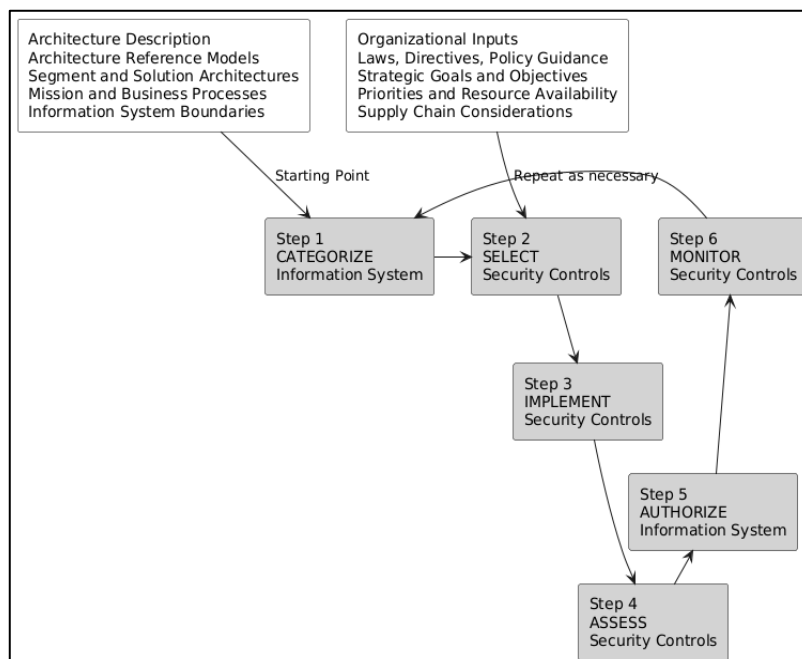 Architecture Description
Architecture Reference Models
Segment and Solution Architectures
Mission and Business Processes
Information System Boundaries
Organizational Inputs
Laws, Directives, Policy Guidance
Strategic Goals and Objectives
Priorities and Resource Availability
Supply Chain Considerations
Starting Point
Repeat as necessary
Step 1
CATEGORIZE
Information System
Step 2
SELECT
Security Controls
Step 6
MONITOR
Security Controls
Step 3
IMPLEMENT
Security Controls
Step 5
AUTHORIZE
Information System
Step 4
ASSESS
Security Controls